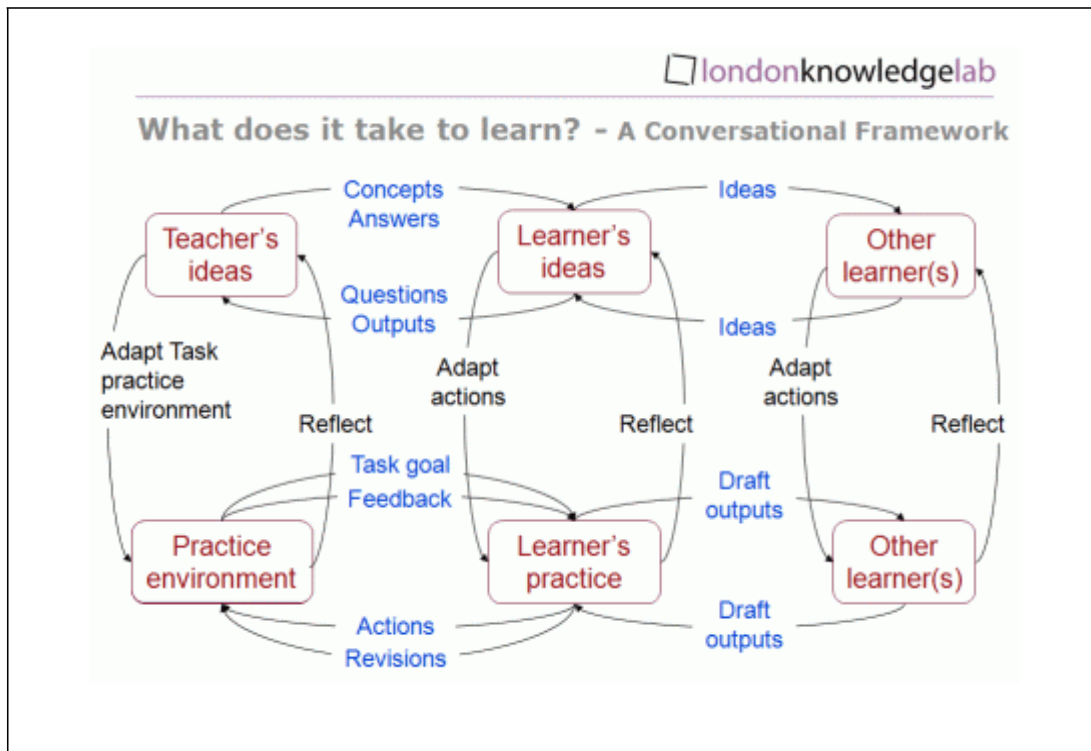 londonknowledgelab
What does it take to learn? - A Conversational Framework
Concepts
Answers
Ideas
Teacher's
ideas
Learner's
ideas
Other
learner(s)
Questions
Outputs
Ideas
Adapt Task
practice
environment
Reflect
Adapt
actions
Reflect
Adapt
actions
Reflect
Task goal
Feedback
Draft
outputs
Practice
environment
Learner's
practice
Other
learner(s)
Actions
Revisions
Draft
outputs